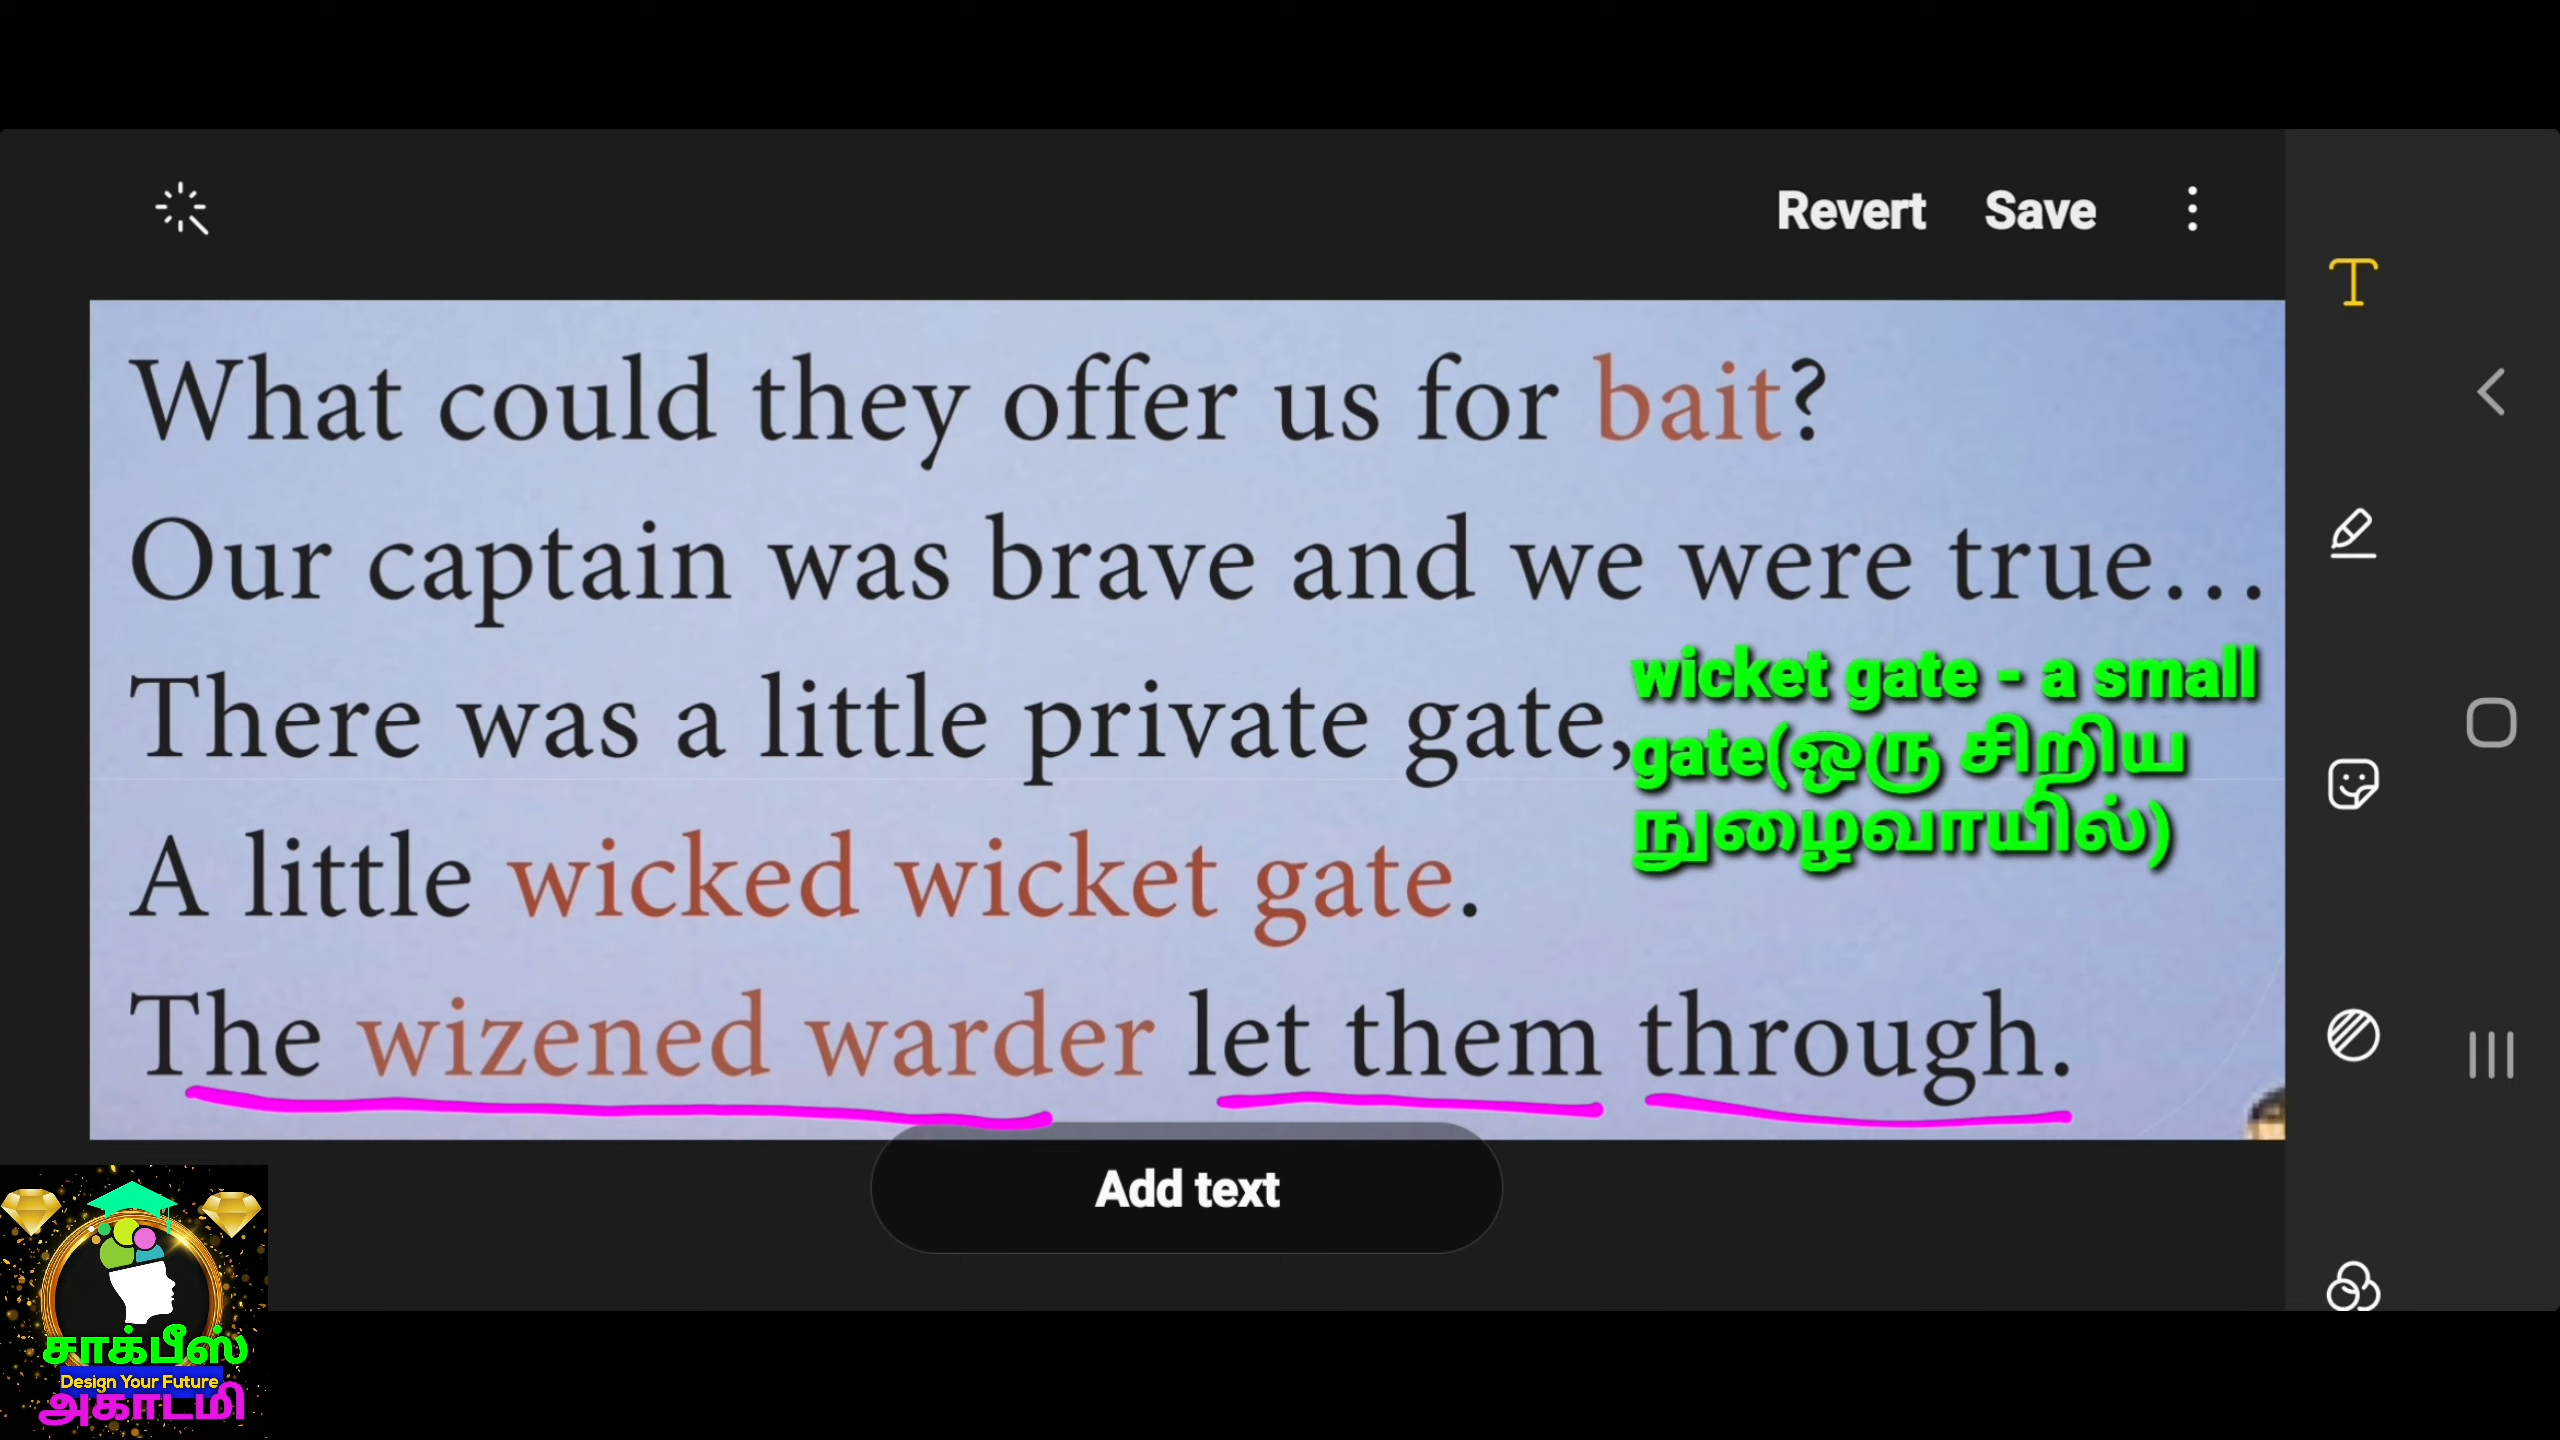 Revert Save
What could they offer us for bait?
Our captain was brave and we were true...
There was a little private gate,
wicket gate - a small
gate(ஒரு சிறிய
நுழைவாயில்)
A little wicked wicket gate.
The wizened warder let them through.
Add text
சாக்பீஸ்
Design Your Future
அகாடமி